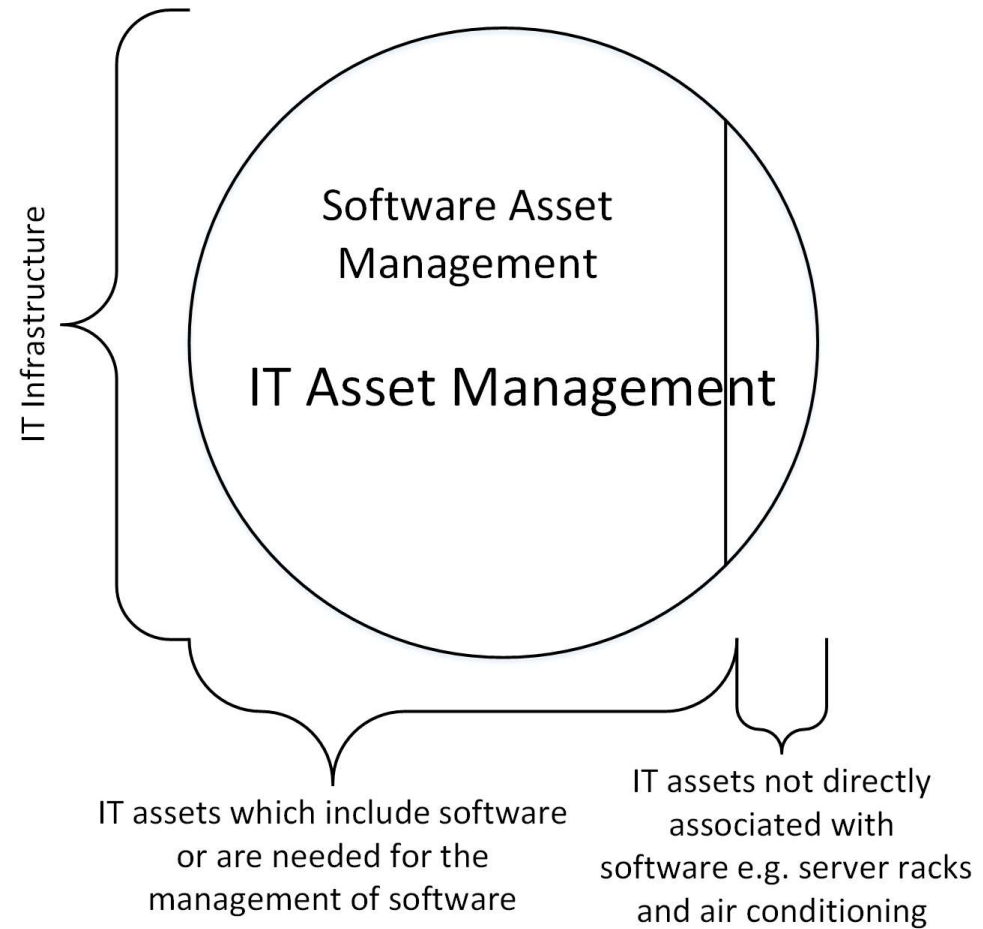 IT Infrastructure
Software Asset
Management
IT Asset Management
IT assets which include software
or are needed for the
management of software
IT assets not directly
associated with
software e.g. server racks
and air conditioning